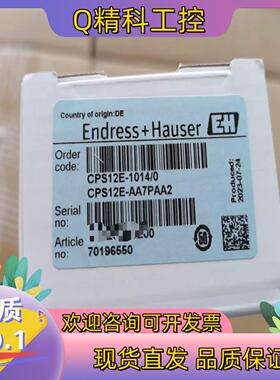 Q精科工控
Country of origin:DE
Endress+Hauser EH
Order
code:
CPS12E-1014/0
CPS12E-AA7PAA2
Serial
no
Article
70196550
Produced:
2023-07-24
质
0.1
欢迎咨询可开发票
现货直发 品质保证